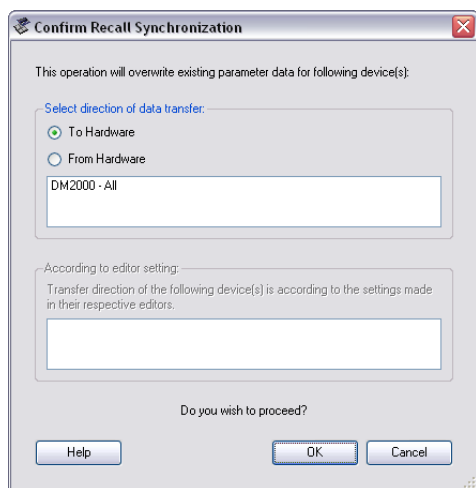 Confirm Recall Synchronization
This operation will overwrite existing parameter data for following device(s):
Select direction of data transfer:
To Hardware
From Hardware
DM2000 - All
According to editor setting:
Transfer direction of the following device(s) is according to the settings made
in their respective editors.
Do you wish to proceed?
Help
OK
Cancel